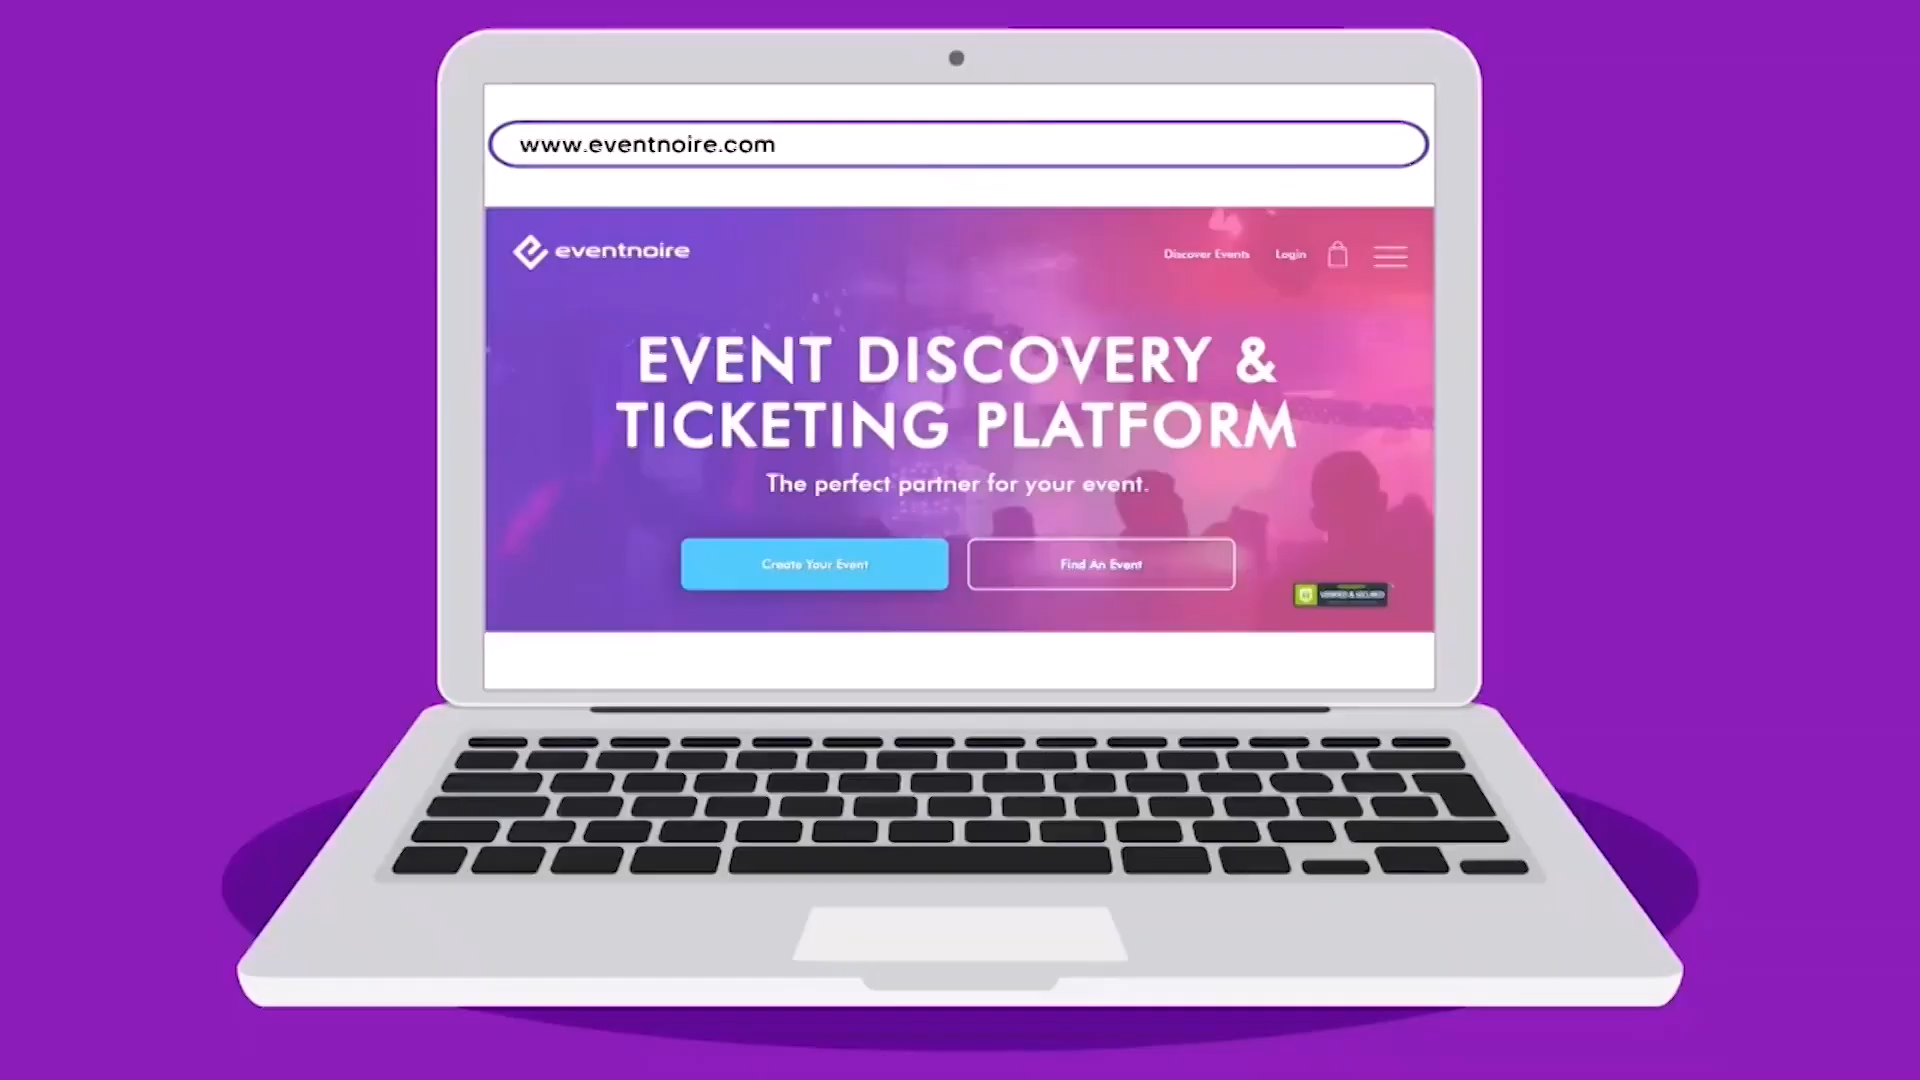 www.eventnoire.com
eventnoire
Discover Events
Login
EVENT DISCOVERY &
TICKETING PLATFORM
The perfect partner for your event.
Create Your Event
Find An Event